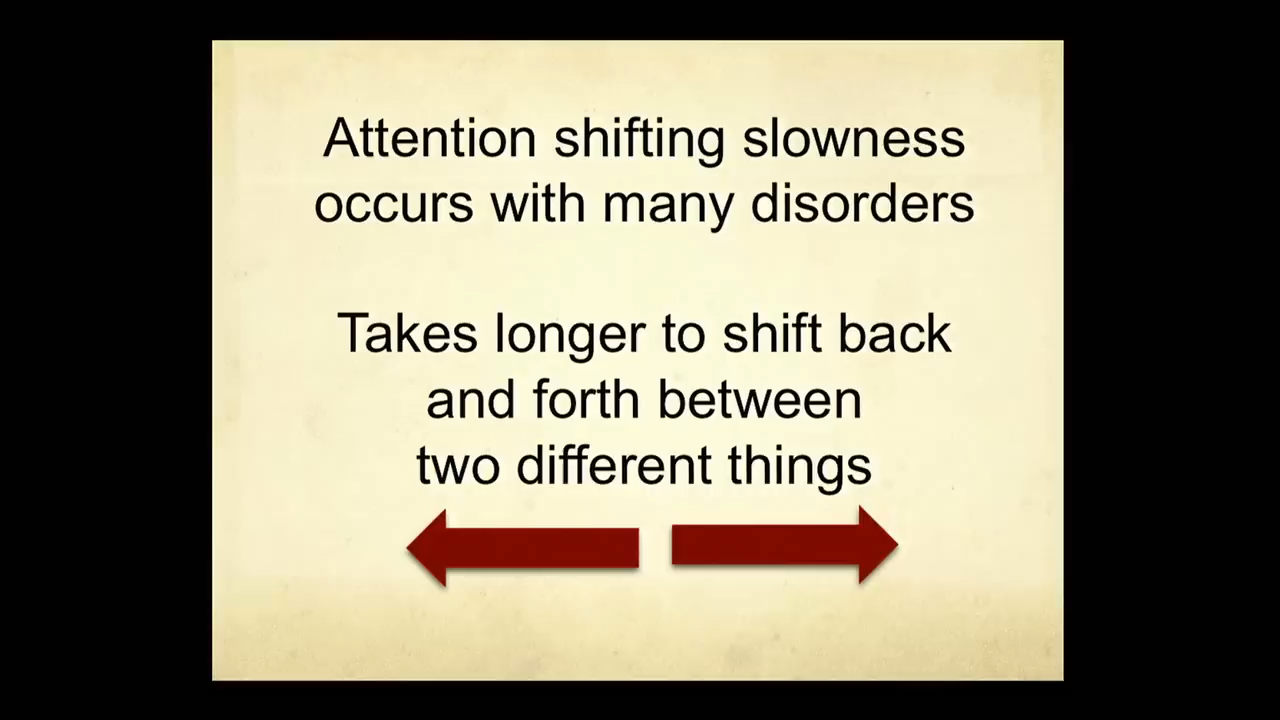 Attention shifting slowness
occurs with many disorders
Takes longer to shift back
and forth between
two different things